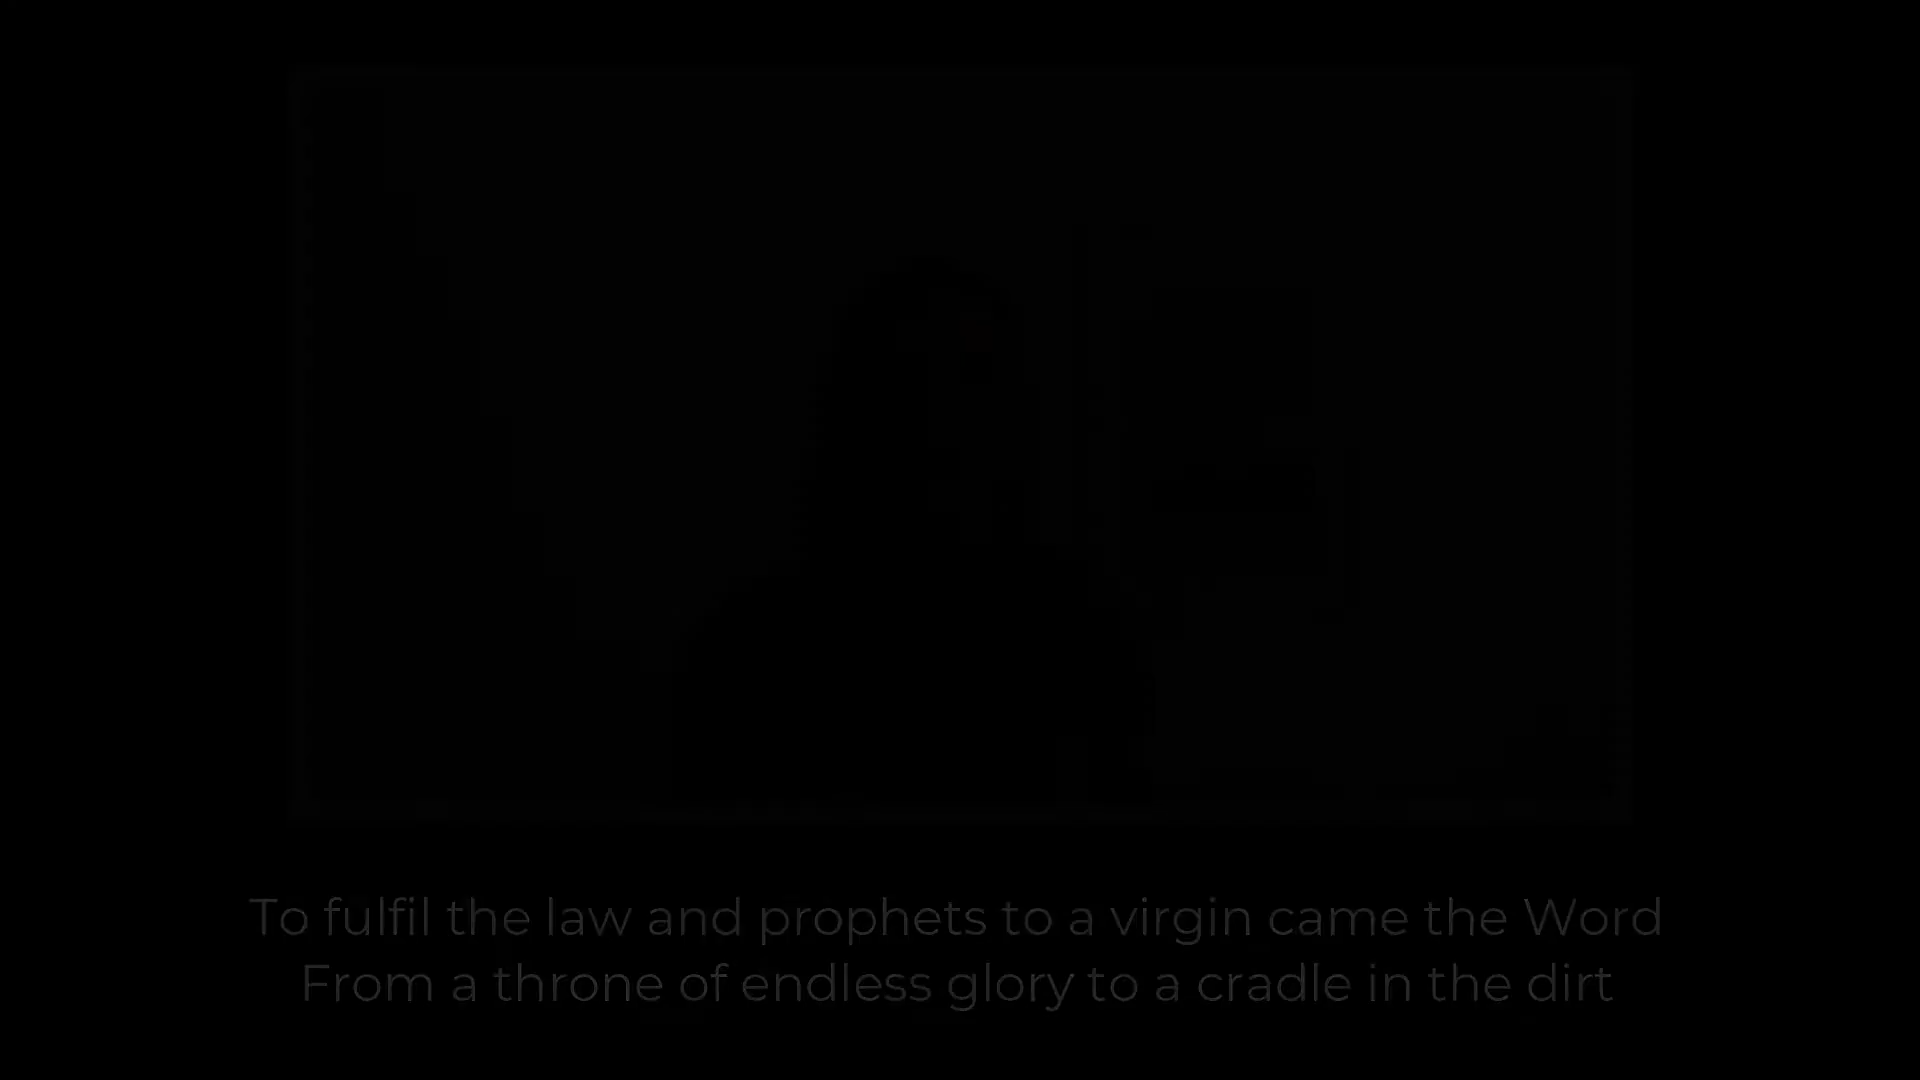 To fulfil the law and prophets to a virgin came the Word
From a throne of endless glory to a cradle in the dirt